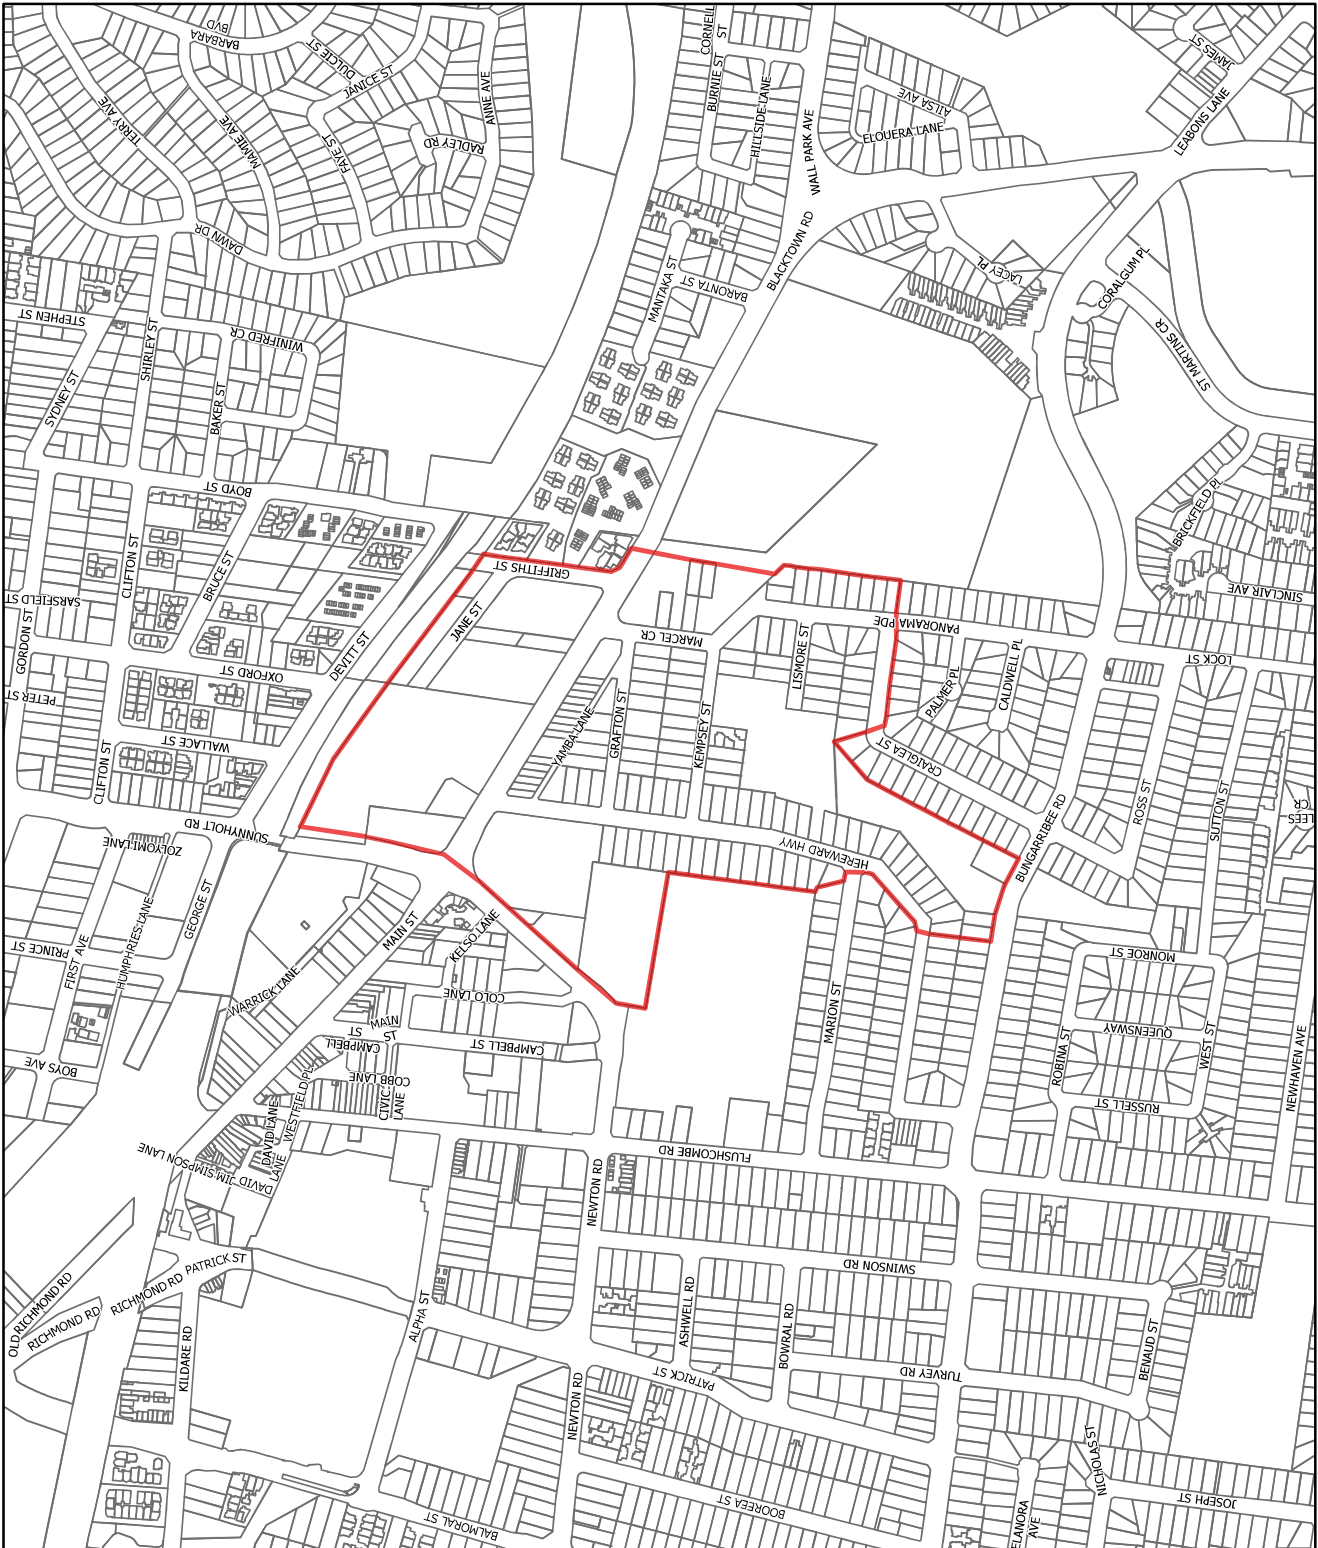 CORNELL
ST
BARBARA
BVD
DULCIE ST
JANICE ST
JAMES ST
BURNIE ST
HILLSIDE LANE
ANNE AVE
AILSA AVE
TERRY AVE
MAMIE AVE
FAYE ST
RADLEY RD
ELOUERA LANE
WALL PARK AVE
LEABONS LANE
DAWN DR
BLACKTOWN RD
MANTAKA ST
BARONTA ST
LACEY PL
CORALGUM PL
STEPHEN ST
SHIRLEY ST
WINIFRED CR
ST MARTINS CR
SYDNEY ST
BAKER ST
BOYD ST
BRICKFIELD PL
CLIFTON ST
BRUCE ST
GRIFFITHS ST
SINCLAIR AVE
SARSFIELD ST
JANE ST
MARCEL CR
PANORAMA PDE
GORDON ST
DEVITT ST
LISMORE ST
LOCK ST
OXFORD ST
PALMER PL
CALDWELL PL
PETER ST
YAMBA LANE
GRAFTON ST
KEMPSEY ST
WALLACE ST
CRAIGLEA ST
CLIFTON ST
ROSS ST
SUTTON ST
LEES
CR
SUNNYHOLT RD
ZOLYOMI LANE
HEREWARD HWY
BUNGARRIBEE RD
GEORGE ST
HUMPHRIES LANE
MAIN ST
KELSO LANE
PRINCE ST
FIRST AVE
MONROE ST
WARRICK LANE
COLO LANE
MARION ST
MAIN
ST
QUEENSWAY
CAMPBELL
ST
CAMPBELL ST
WEST ST
ROBINA ST
NEWHAVEN AVE
BOYS AVE
COBB LANE
CIVIC
LANE
WESTFIELD PL
RUSSELL ST
DAVID LANE
JIM SIMPSON LANE
DAVID
LANE
FLUSHCOMBE RD
NEWTON RD
PATRICK ST
SWINSON RD
OLD RICHMOND RD
RICHMOND RD
RICHMOND RD
ALPHA ST
ASHWELL RD
BOWRAL RD
KILDARE RD
BENAUD ST
PATRICK ST
TURVEY RD
NEWTON RD
NICHOLAS ST
BALMORAL ST
BOOREEA ST
JOSEPH ST
ELANORA
AVE